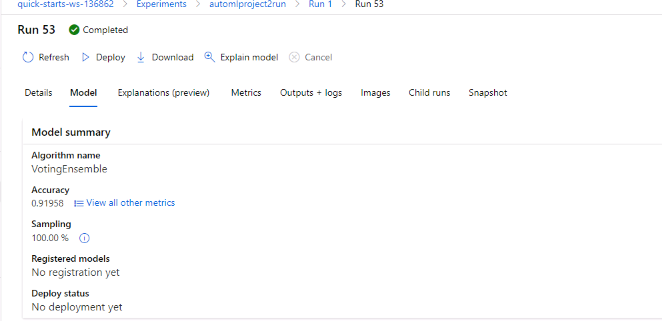 quick-starts-ws-136862 > Experiments > automlproject2run > Run 1 > Run 53
Run 53 Completed
Refresh Deploy Download Explain model Cancel
Details Model Explanations (preview) Metrics Outputs + logs Images Child runs Snapshot
Model summary
Algorithm name
VotingEnsemble
Accuracy
0.91958 View all other metrics
Sampling
100.00 %
Registered models
No registration yet
Deploy status
No deployment yet